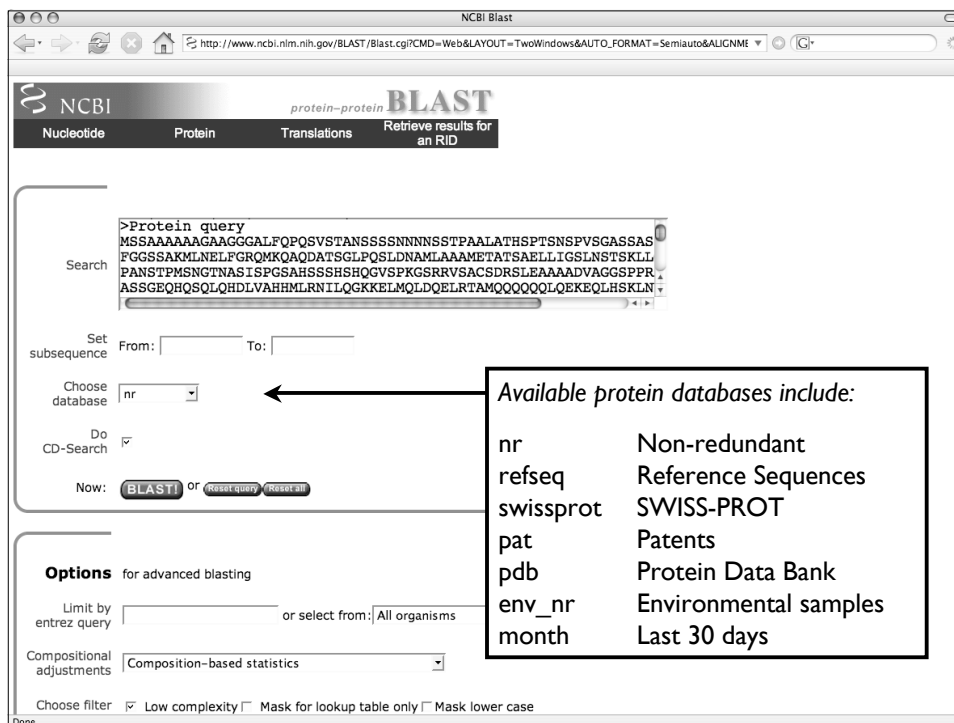 NCBI Blast
http://www.ncbi.nlm.nih.gov/BLAST/Blast.cgi?CMD=Web&LAYOUT=TwoWindows&AUTO_FORMAT=Semiauto&ALIGNME
G
NCBI
protein-protein BLAST
Nucleotide Protein Translations Retrieve results for an RID
Search
>Protein query
MSSAAAAAAGAAGGGALFQPQSVSTANSSSSNNNNSSTPAALATHSPTSNSPVSGASSAS
FGGSSAKMLNELFGRQMKQAQDATSGLPQSLDNAMLAAAMETATSAELLIGSLNSTSKLL
PANSTPMSNGTNASISPGSAHSSSHSHQGVSPKGSRRVSACSDRSLEAAAADVAGGSPPR
ASSGEQHQSQLQHDLVAHHMLRNILQGKKELMQLDQELRTAMQQQQQQLQEKEQLHSKLN
Set subsequence From: To:
Choose database nr
Do CD-Search
Now: BLAST! or Reset query Reset all
Available protein databases include:
nr Non-redundant
refseq Reference Sequences
swissprot SWISS-PROT
pat Patents
pdb Protein Data Bank
env_nr Environmental samples
month Last 30 days
Options for advanced blasting
Limit by entrez query or select from: All organisms
Compositional adjustments Composition-based statistics
Choose filter Low complexity Mask for lookup table only Mask lower case
Done